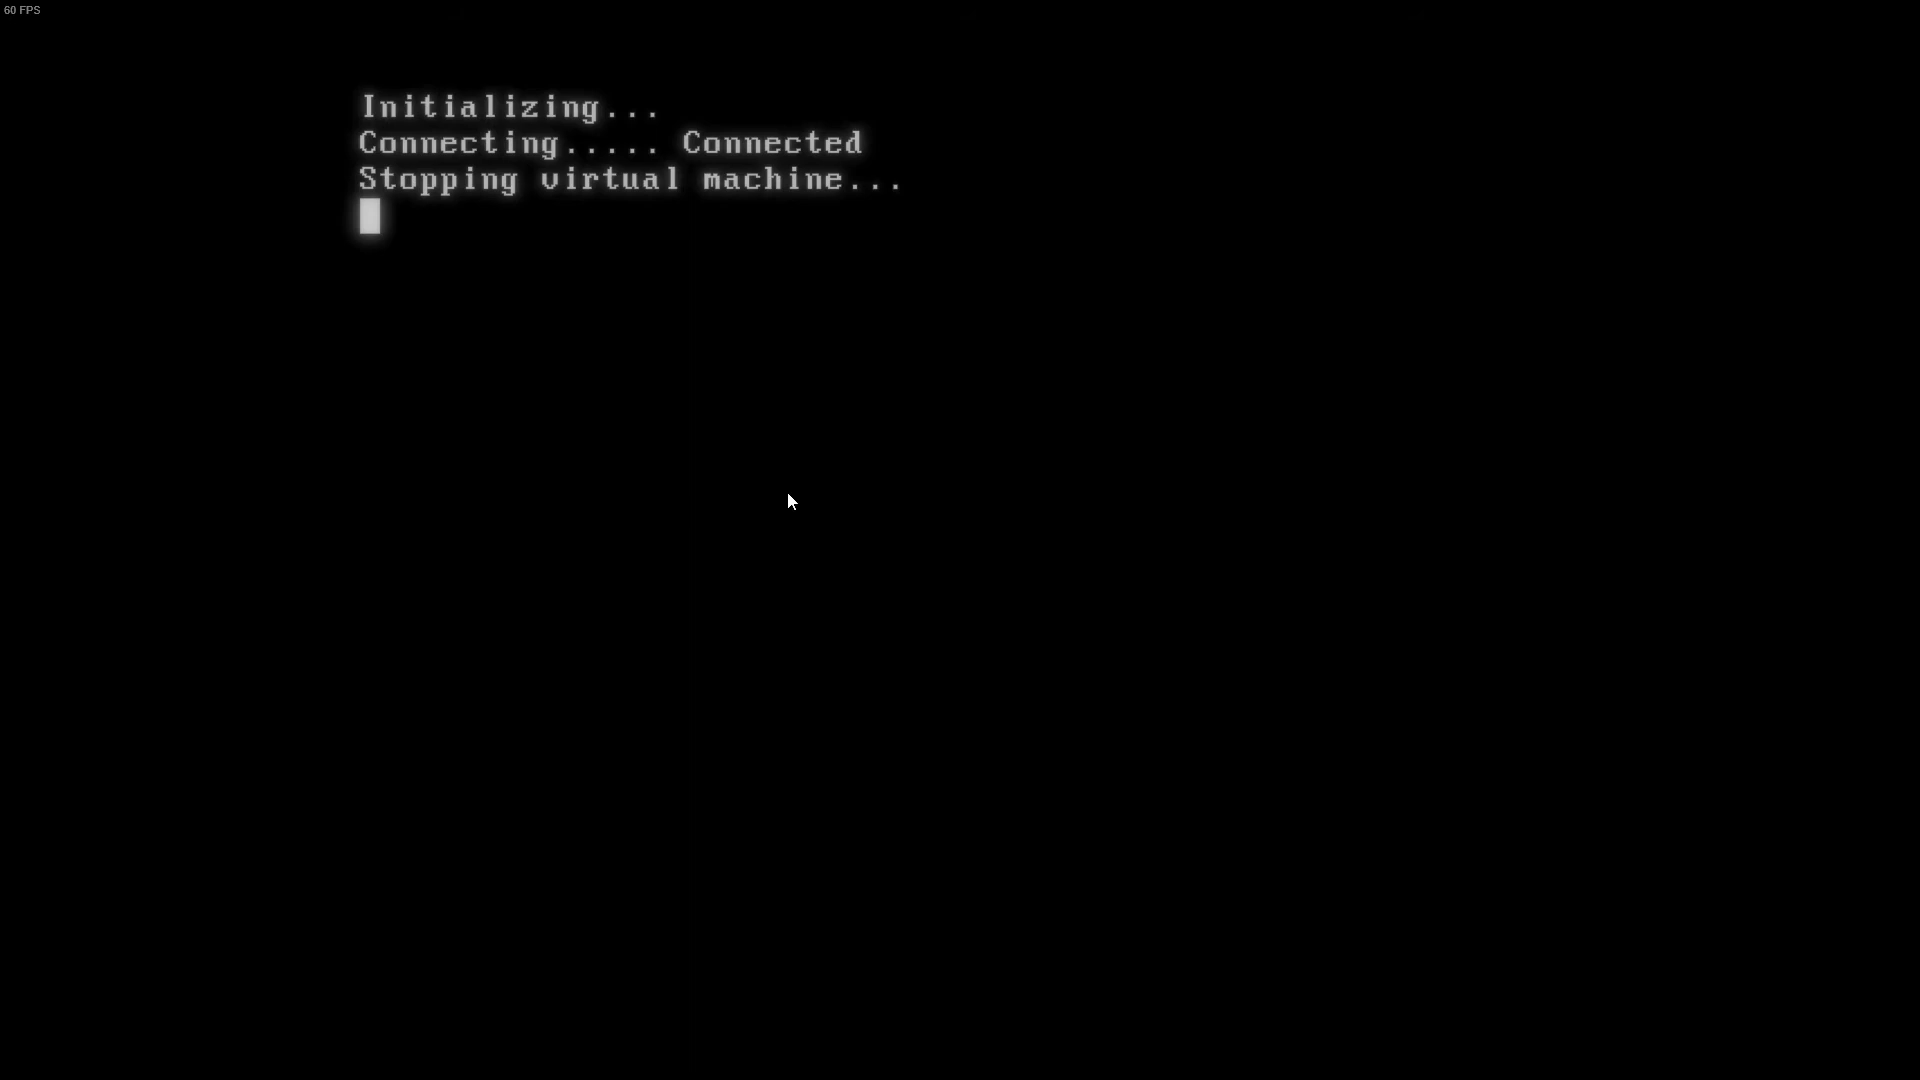 60 FPS
Initializing...
Connecting..... Connected
Stopping virtual machine...